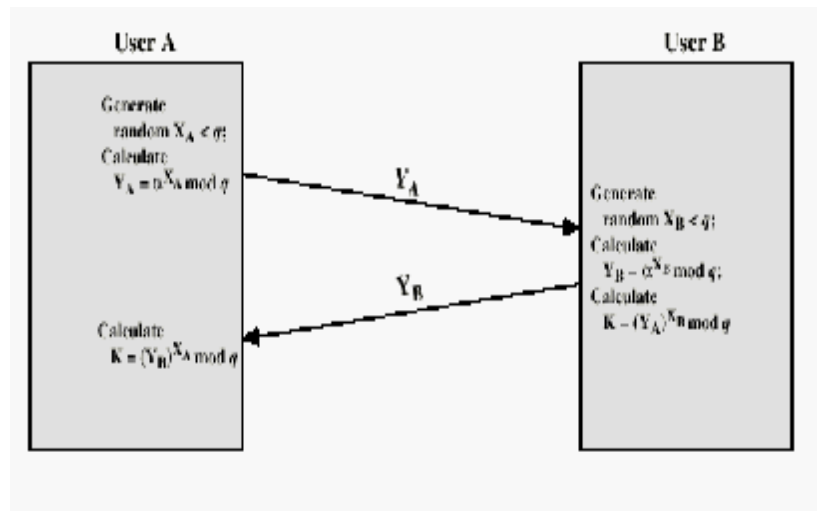 User A
User B
Generate
random X_A < q;
Calculate
Y_A = α^X_A mod q
Y_A
Generate
random X_B < q;
Calculate
Y_B = α^X_B mod q;
Calculate
K = (Y_A)^X_B mod q
Y_B
Calculate
K = (Y_B)^X_A mod q